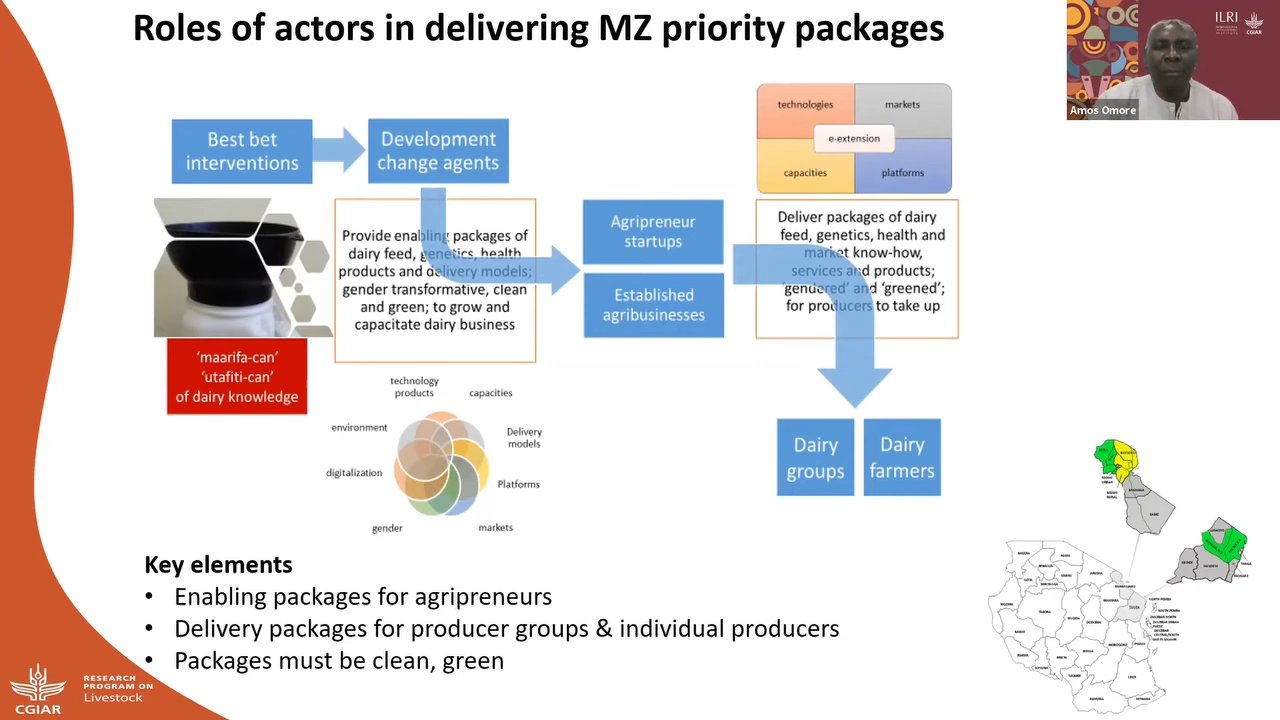 Roles of actors in delivering MZ priority packages
ILRI
CGIAR
Amos Omore
Best bet
interventions
Development
change agents
technologies
markets
e-extension
capacities
platforms
Provide enabling packages of
dairy feed, genetics, health
products and delivery models;
gender transformative, clean
and green; to grow and
capacitate dairy business
Agripreneur
startups
Established
agribusinesses
Deliver packages of dairy
feed, genetics, health and
market know-how,
services and products;
'gendered' and 'greened';
for producers to take up
'maarifa-can'
'utafiti-can'
of dairy knowledge
technology
products
capacities
environment
Delivery
models
digitalization
Platforms
gender
markets
Dairy
groups
Dairy
farmers
Key elements
• Enabling packages for agripreneurs
• Delivery packages for producer groups & individual producers
• Packages must be clean, green
CGIAR
RESEARCH
PROGRAM ON
Livestock